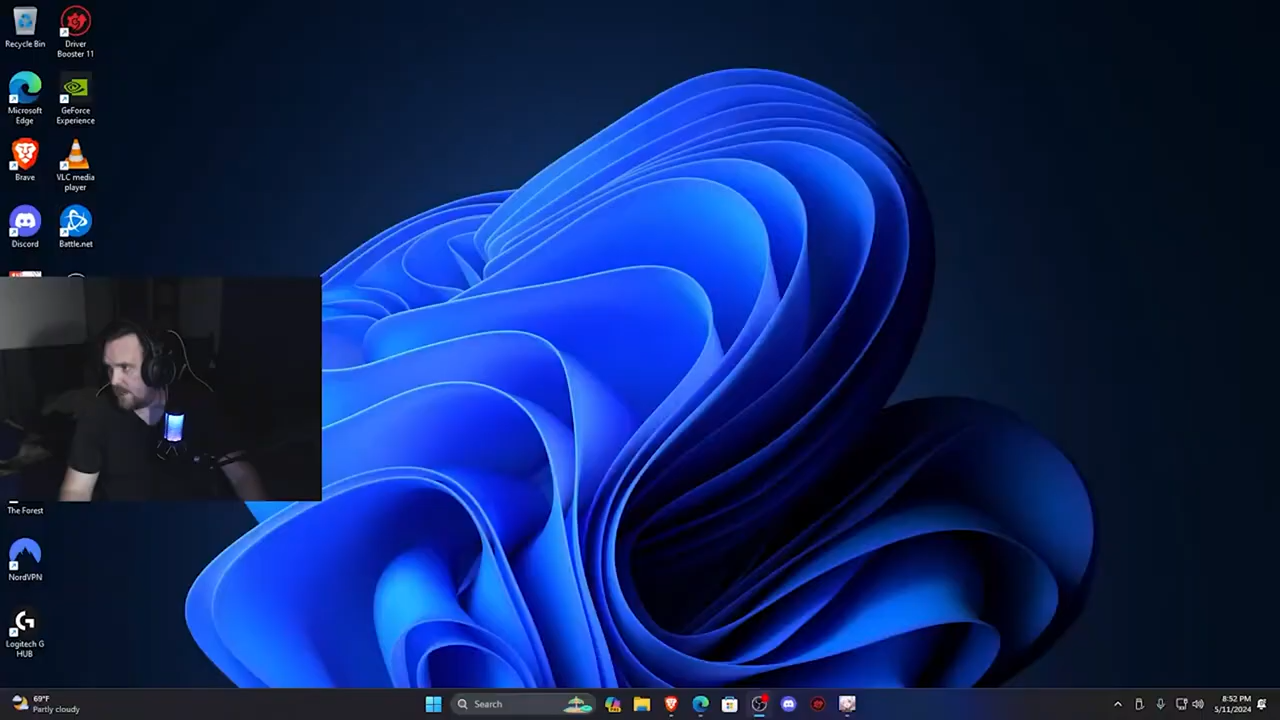 Recycle Bin
Driver
Booster 11
Microsoft
Edge
GeForce
Experience
Brave
VLC media
player
Discord
Battle.net
The Forest
NordVPN
Logitech G
HUB
69°F
Partly cloudy
Search
8:52 PM
5/11/2024